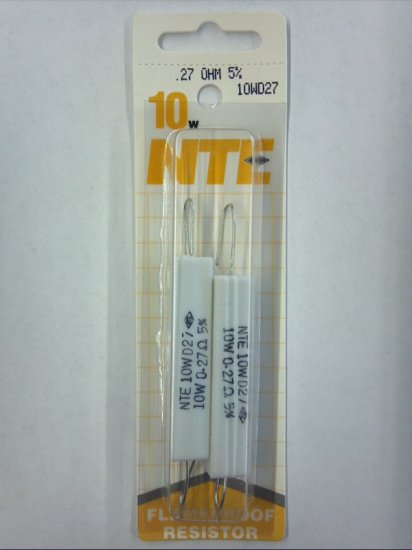 .27 OHM 5%
10WD27
10w
NTE
NTE 10WD27
10W 0.27Ω 5%
NTE 10WD27
10W 0.27Ω 5%
FLAMEPROOF
RESISTOR